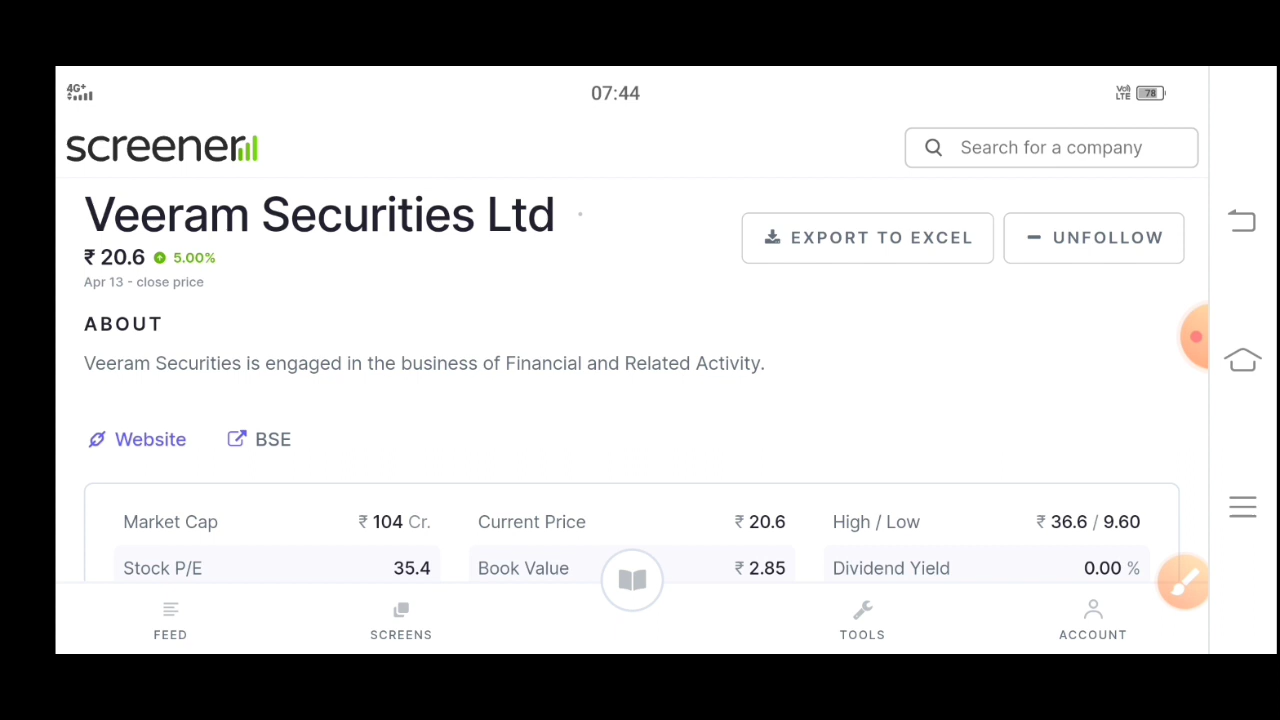 4G+ 07:44 VoI) LTE 78
screener Search for a company
Veeram Securities Ltd
₹ 20.6 5.00%
Apr 13 - close price
EXPORT TO EXCEL UNFOLLOW
ABOUT
Veeram Securities is engaged in the business of Financial and Related Activity.
Website BSE
Market Cap ₹ 104 Cr. Current Price ₹ 20.6 High / Low ₹ 36.6 / 9.60
Stock P/E 35.4 Book Value ₹ 2.85 Dividend Yield 0.00 %
FEED SCREENS TOOLS ACCOUNT